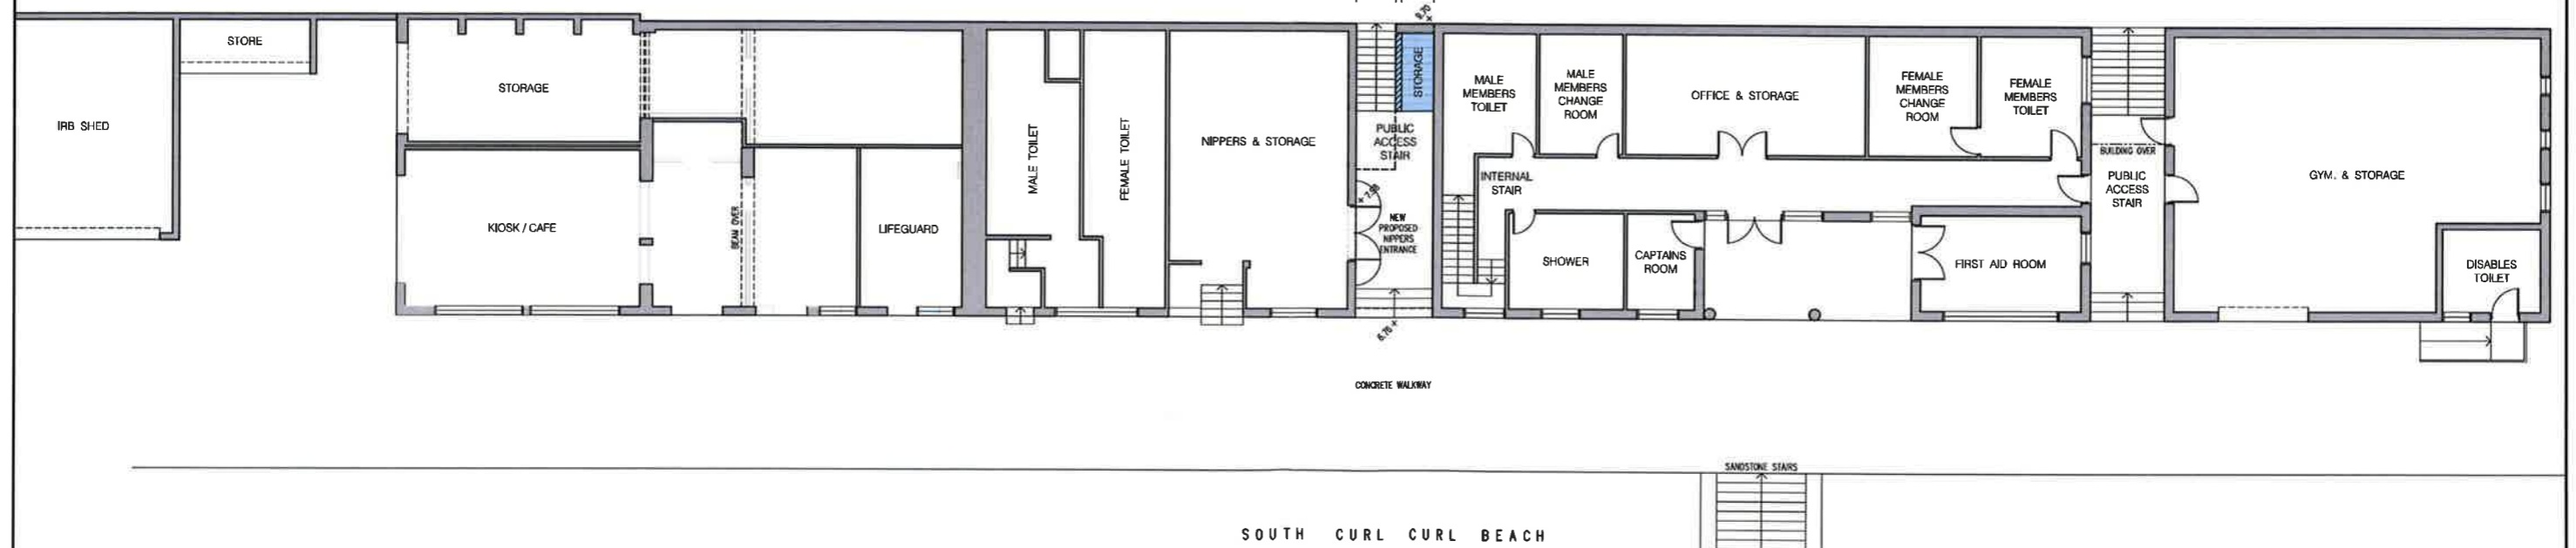 STORE
IRB SHED
STORAGE
KIOSK / CAFE
BEAM OVER
LIFEGUARD
MALE TOILET
FEMALE TOILET
NIPPERS & STORAGE
8.70
STORAGE
PUBLIC
ACCESS
STAIR
NEW
PROPOSED
NIPPERS
ENTRANCE
MALE
MEMBERS
TOILET
MALE
MEMBERS
CHANGE
ROOM
OFFICE & STORAGE
FEMALE
MEMBERS
CHANGE
ROOM
FEMALE
MEMBERS
TOILET
INTERNAL
STAIR
SHOWER
CAPTAINS
ROOM
FIRST AID ROOM
BUILDING OVER
PUBLIC
ACCESS
STAIR
GYM. & STORAGE
DISABLES
TOILET
CONCRETE WALKWAY
SANDSTONE STAIRS
SOUTH CURL CURL BEACH